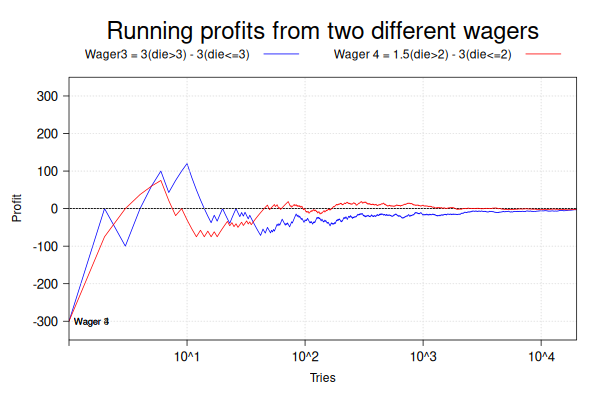 Running profits from two different wagers
Wager3 = 3(die>3) - 3(die<=3) Wager 4 = 1.5(die>2) - 3(die<=2)
300
200
100
0
-100
-200
-300
Profit
Wager
10^1 10^2 10^3 10^4
Tries